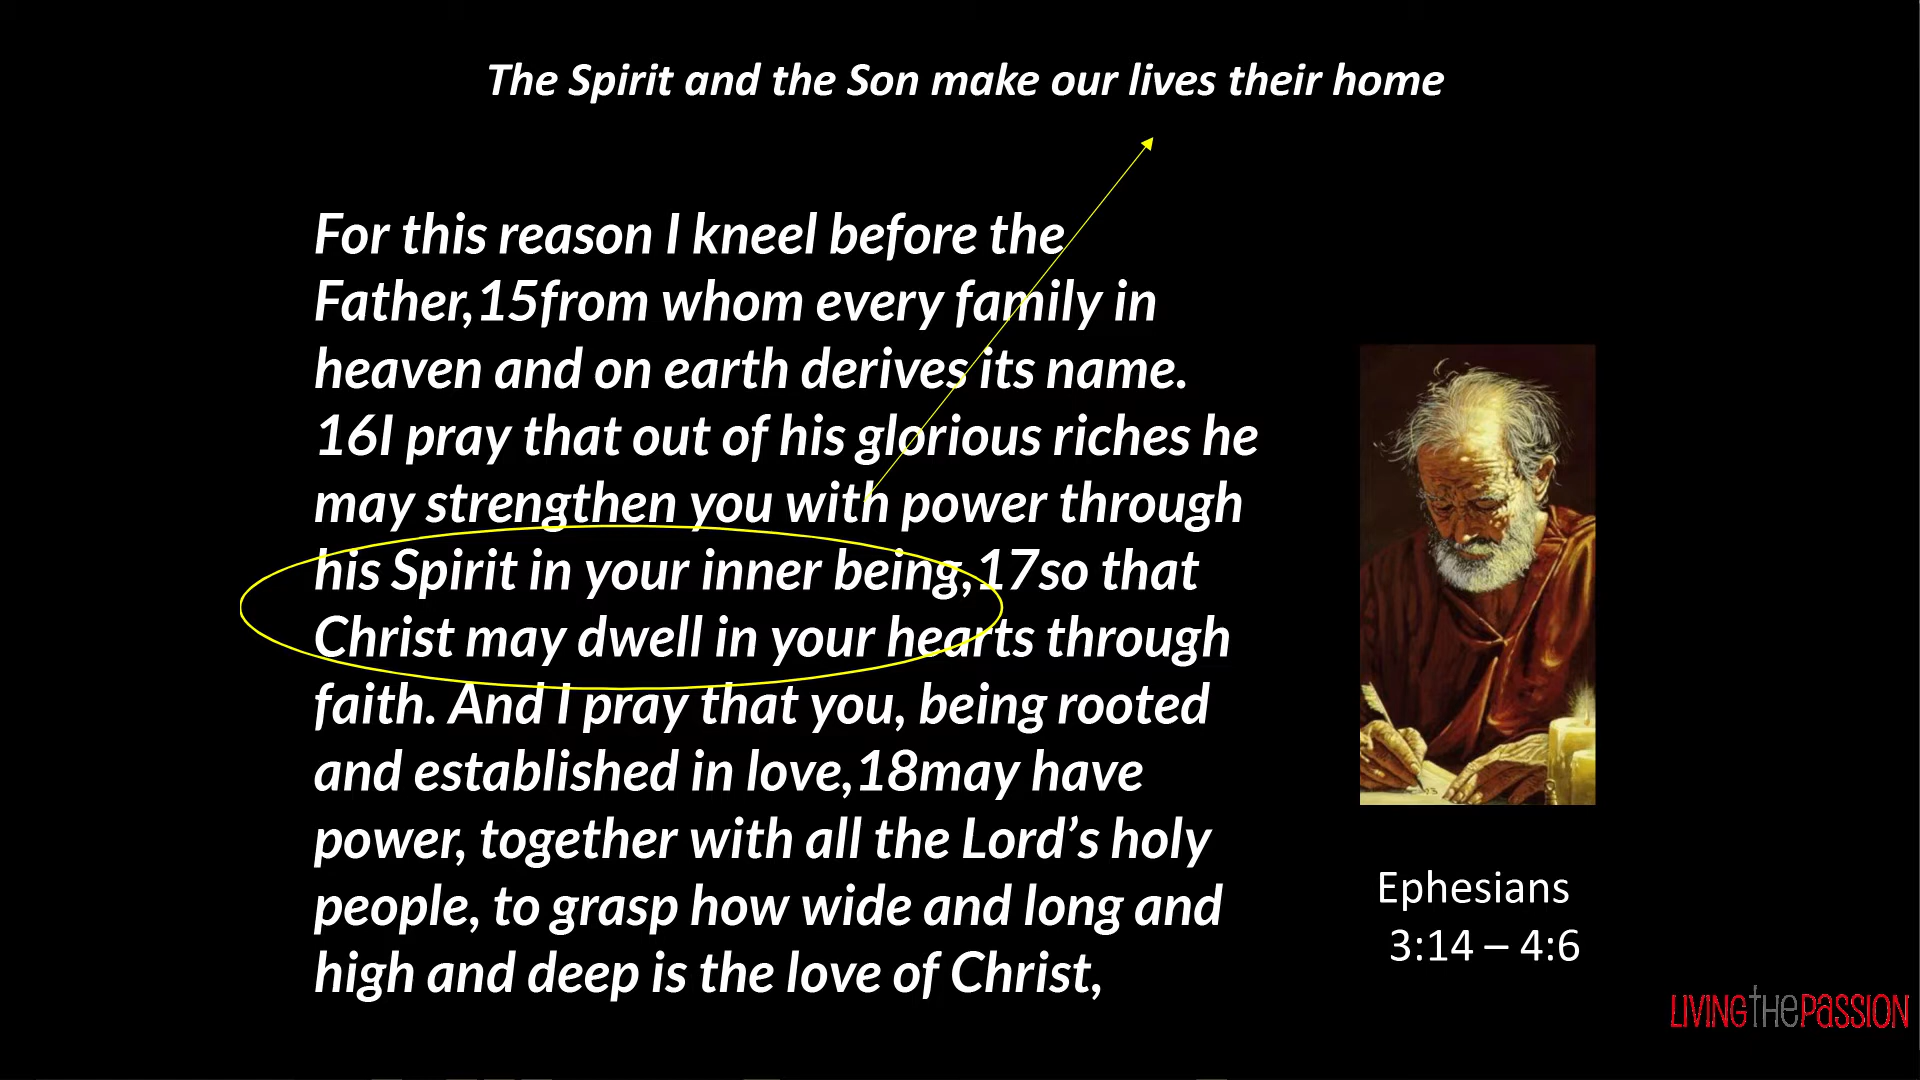 The Spirit and the Son make our lives their home
For this reason I kneel before the
Father,15from whom every family in
heaven and on earth derives its name.
16I pray that out of his glorious riches he
may strengthen you with power through
his Spirit in your inner being,17so that
Christ may dwell in your hearts through
faith. And I pray that you, being rooted
and established in love,18may have
power, together with all the Lord’s holy
people, to grasp how wide and long and
high and deep is the love of Christ,
Ephesians
3:14 – 4:6
LIVINGthePASSION